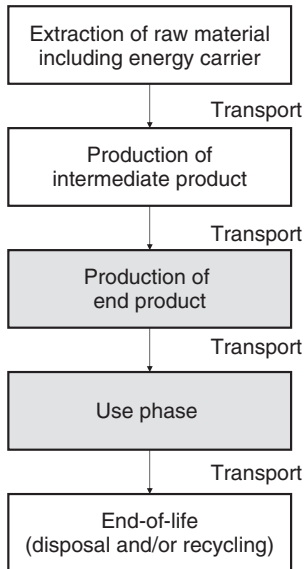 Extraction of raw material
including energy carrier
Transport
Production of
intermediate product
Transport
Production of
end product
Transport
Use phase
Transport
End-of-life
(disposal and/or recycling)